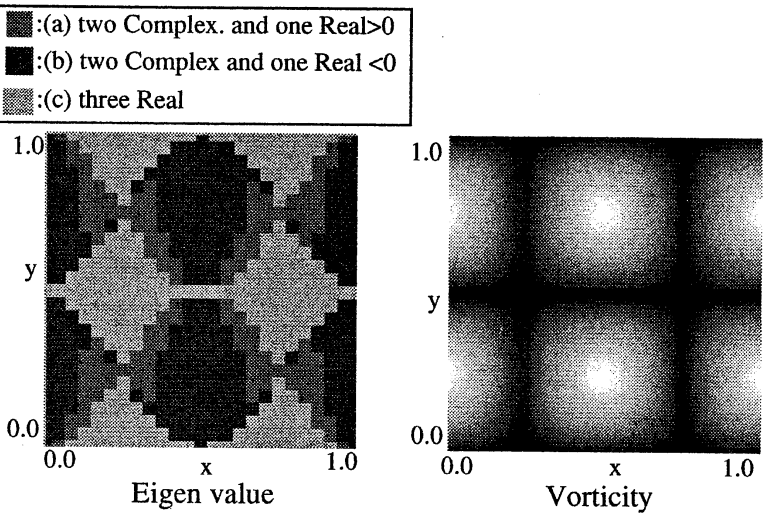 :(a) two Complex. and one Real>0
:(b) two Complex and one Real <0
:(c) three Real
1.0
y
0.0
0.0 x 1.0
Eigen value
1.0
y
0.0
0.0 x 1.0
Vorticity